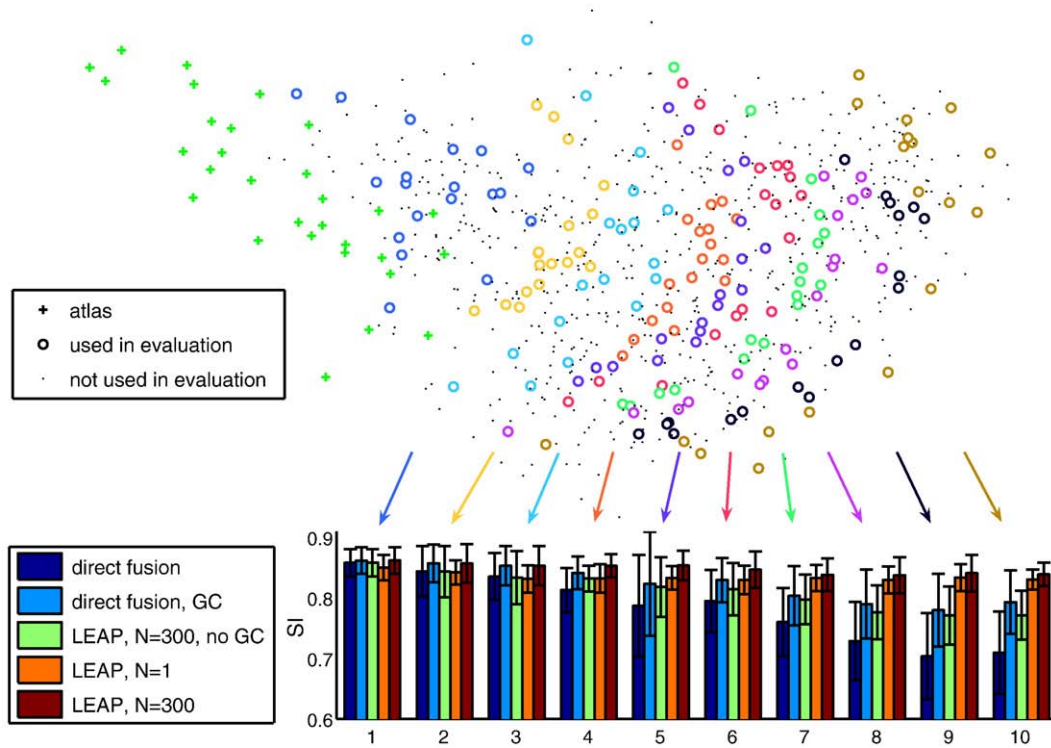 atlas
used in evaluation
not used in evaluation
direct fusion
direct fusion, GC
LEAP, N=300, no GC
LEAP, N=1
LEAP, N=300
SI
0.9
0.8
0.7
0.6
1 2 3 4 5 6 7 8 9 10